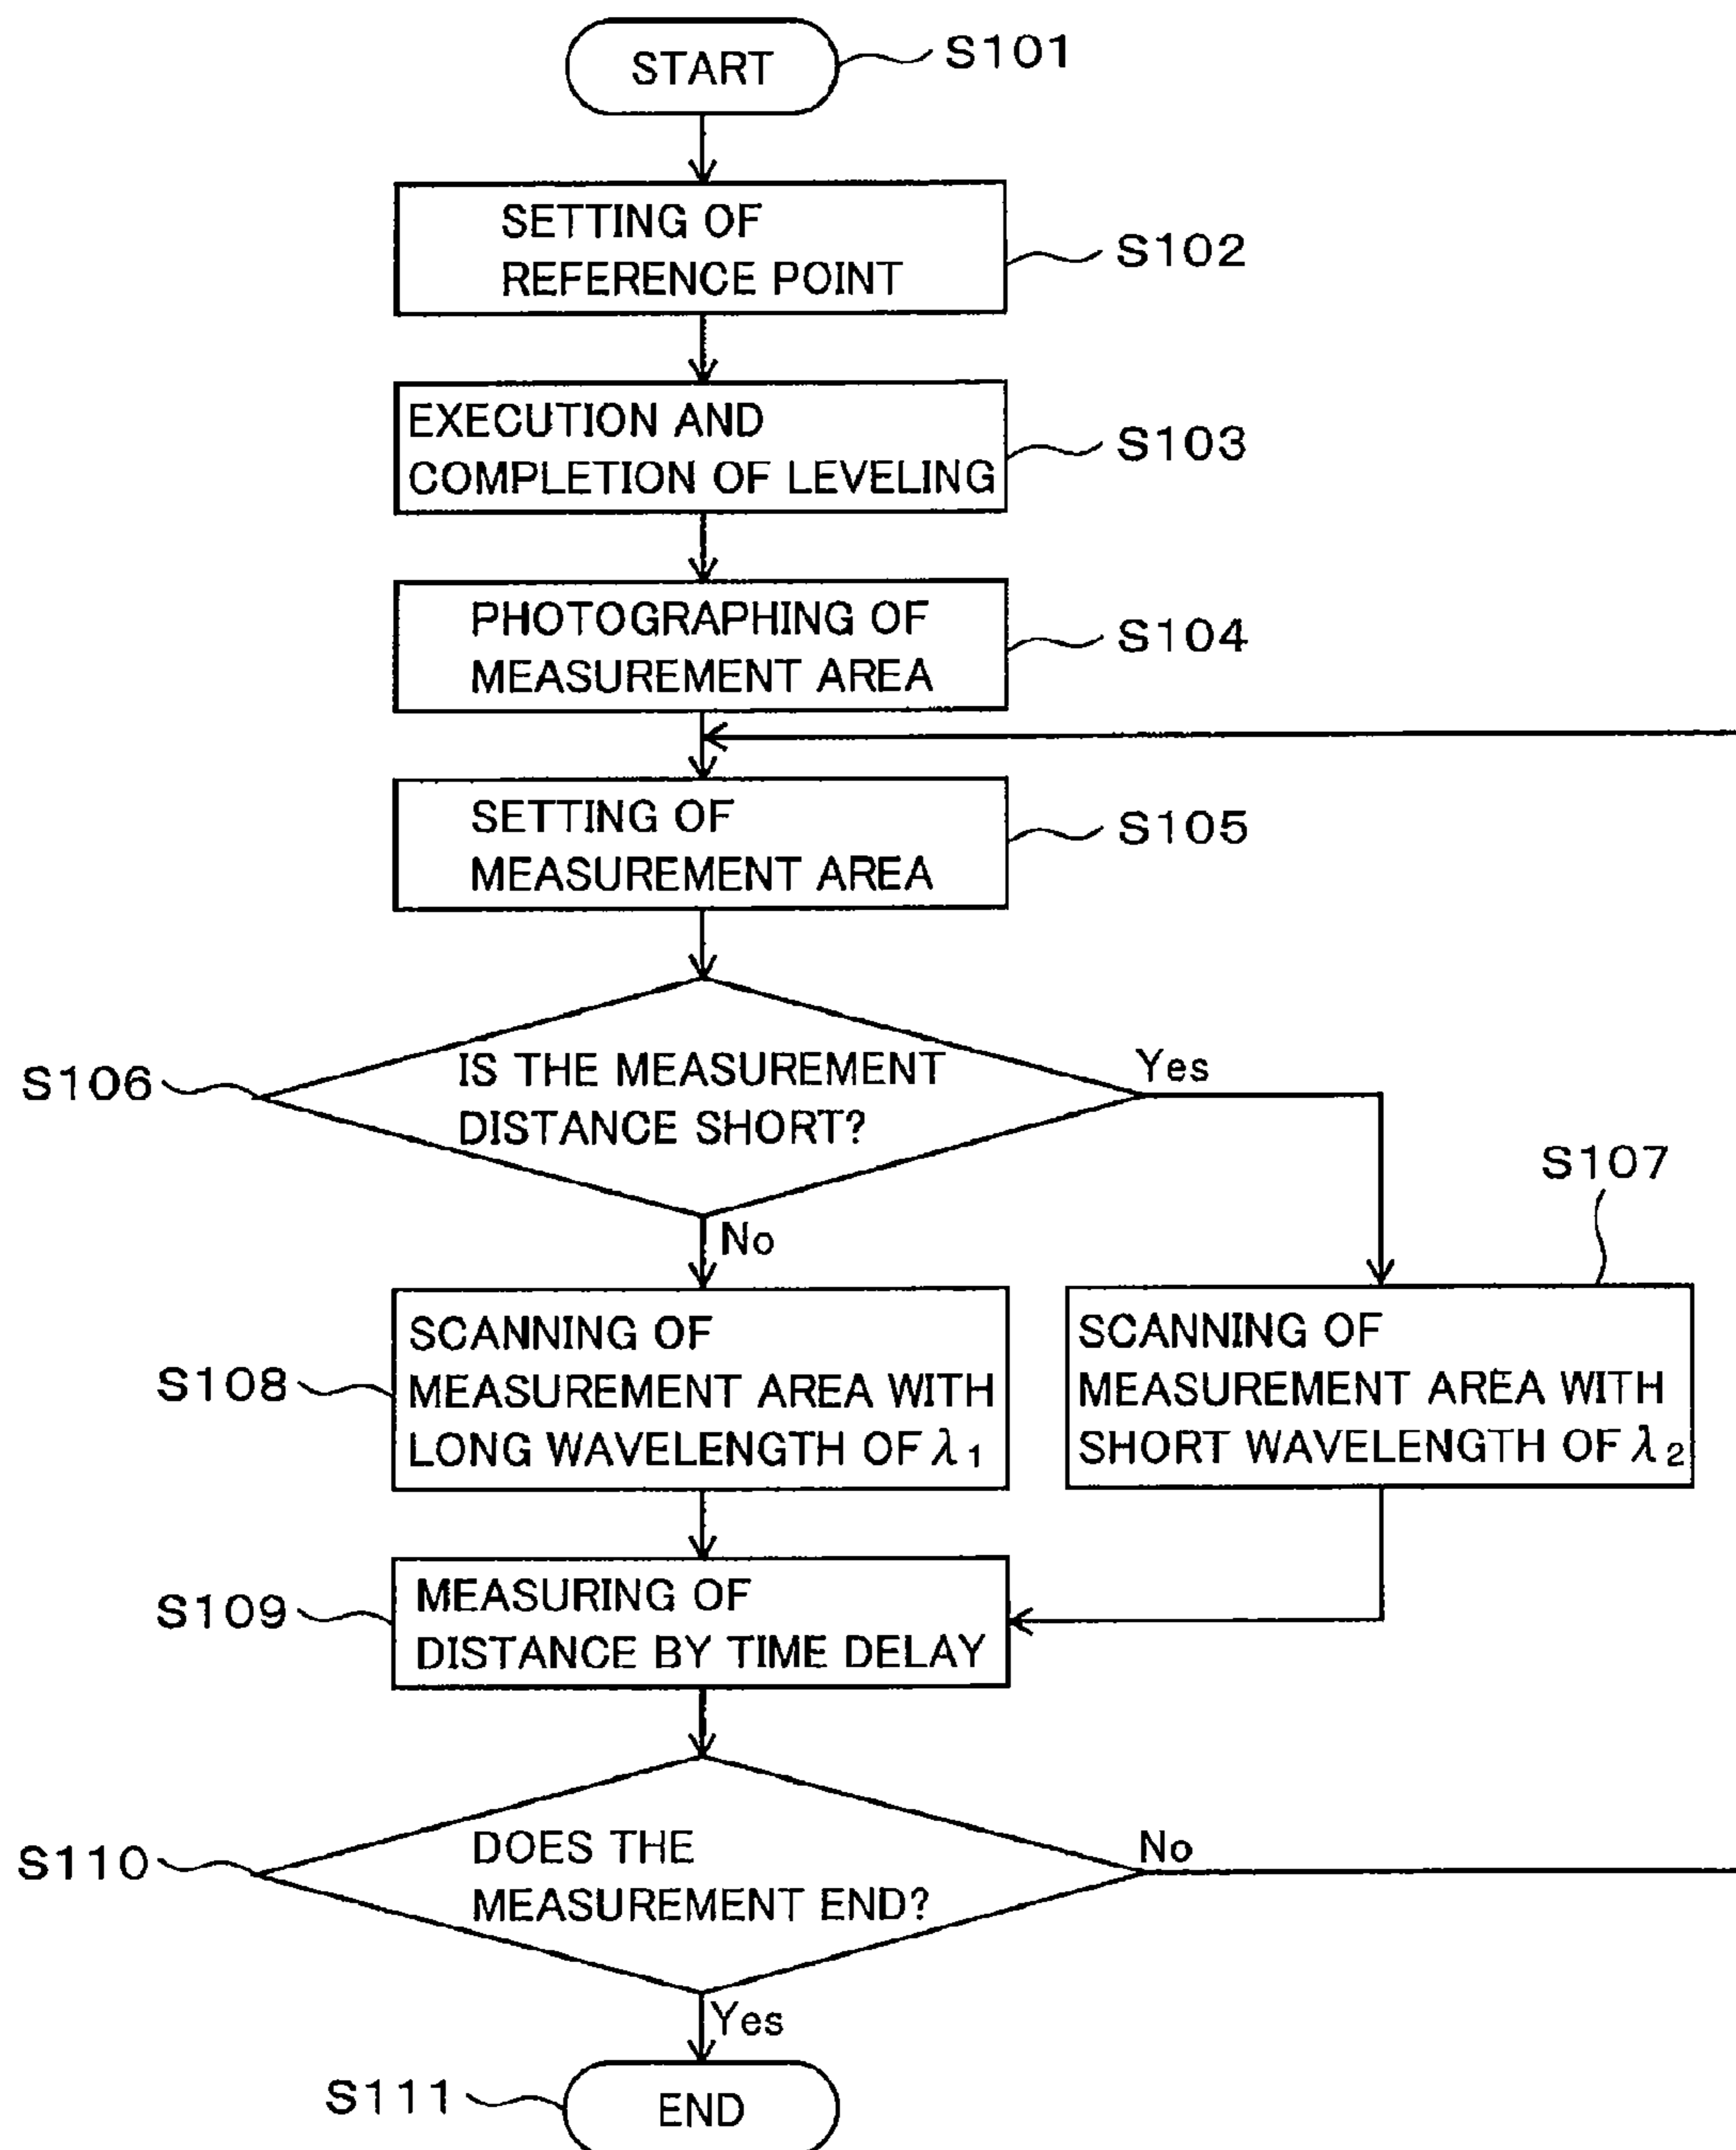 START
S101
SETTING OF
REFERENCE POINT
S102
EXECUTION AND
COMPLETION OF LEVELING
S103
PHOTOGRAPHING OF
MEASUREMENT AREA
S104
SETTING OF
MEASUREMENT AREA
S105
S106
IS THE MEASUREMENT
DISTANCE SHORT?
Yes
No
S107
SCANNING OF
MEASUREMENT AREA WITH
SHORT WAVELENGTH OF λ₂
S108
SCANNING OF
MEASUREMENT AREA WITH
LONG WAVELENGTH OF λ₁
S109
MEASURING OF
DISTANCE BY TIME DELAY
S110
DOES THE
MEASUREMENT END?
No
Yes
S111
END